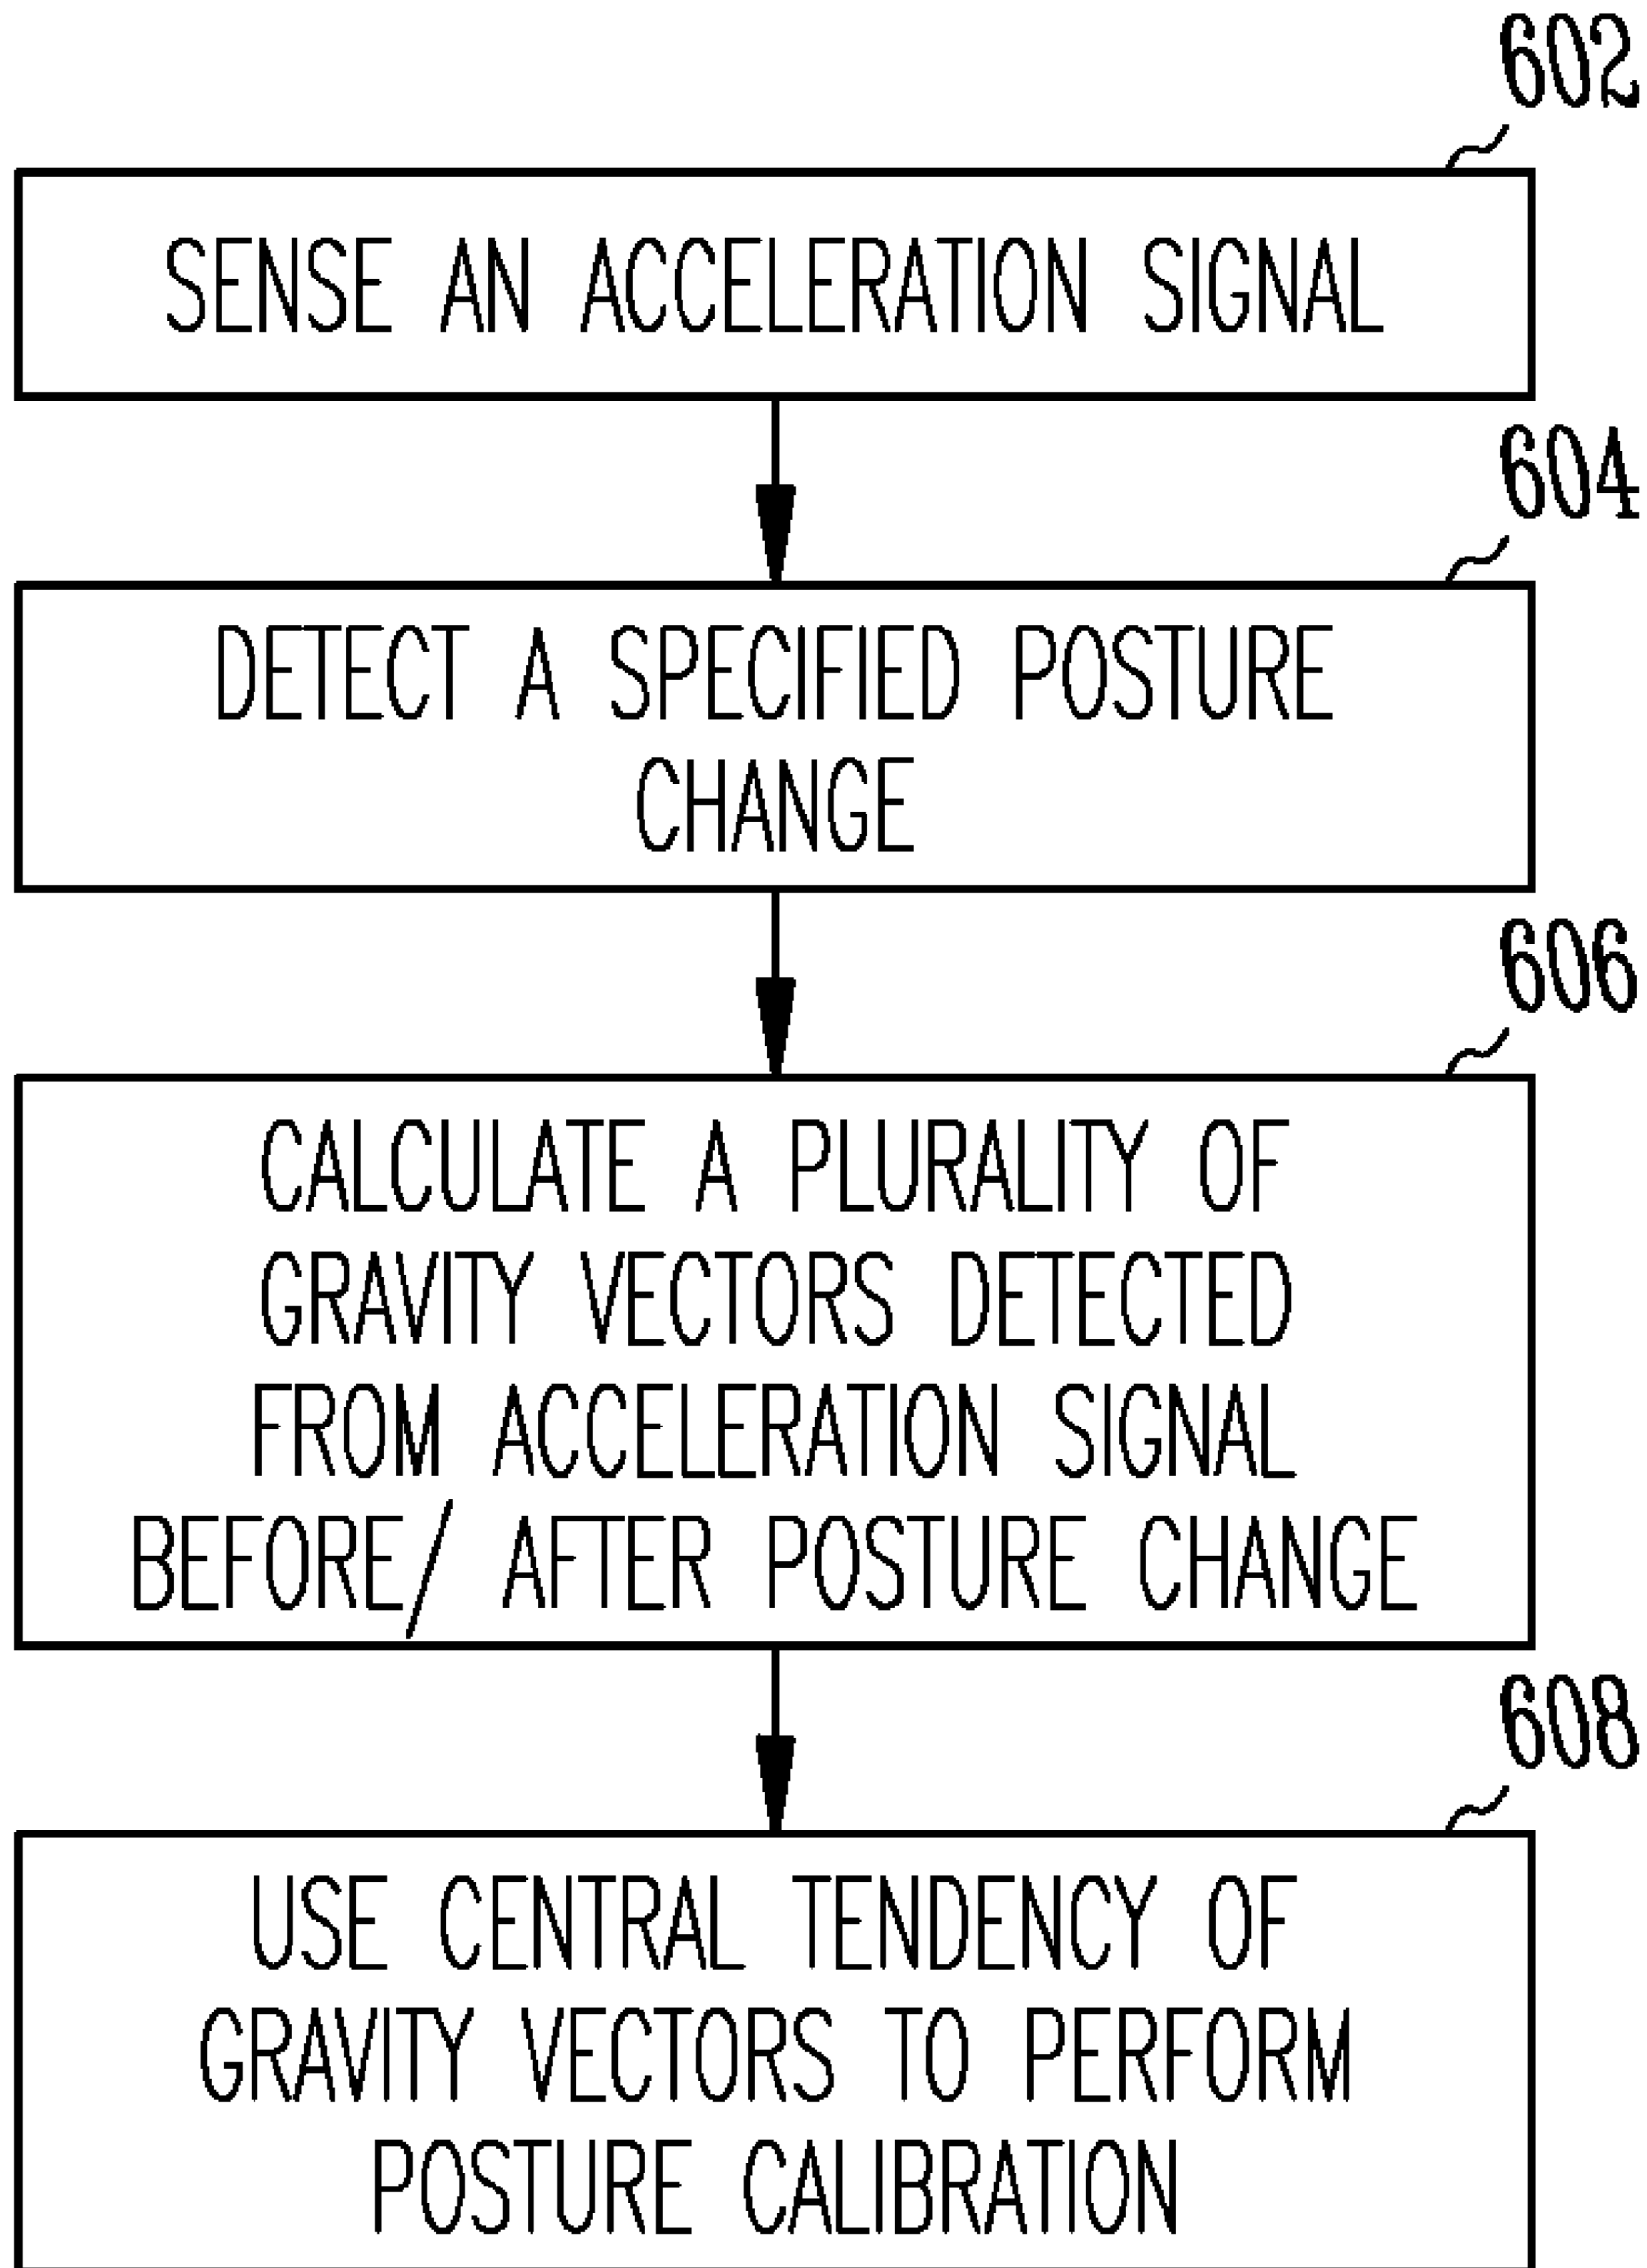 602
SENSE AN ACCELERATION SIGNAL
604
DETECT A SPECIFIED POSTURE
CHANGE
606
CALCULATE A PLURALITY OF
GRAVITY VECTORS DETECTED
FROM ACCELERATION SIGNAL
BEFORE/ AFTER POSTURE CHANGE
608
USE CENTRAL TENDENCY OF
GRAVITY VECTORS TO PERFORM
POSTURE CALIBRATION